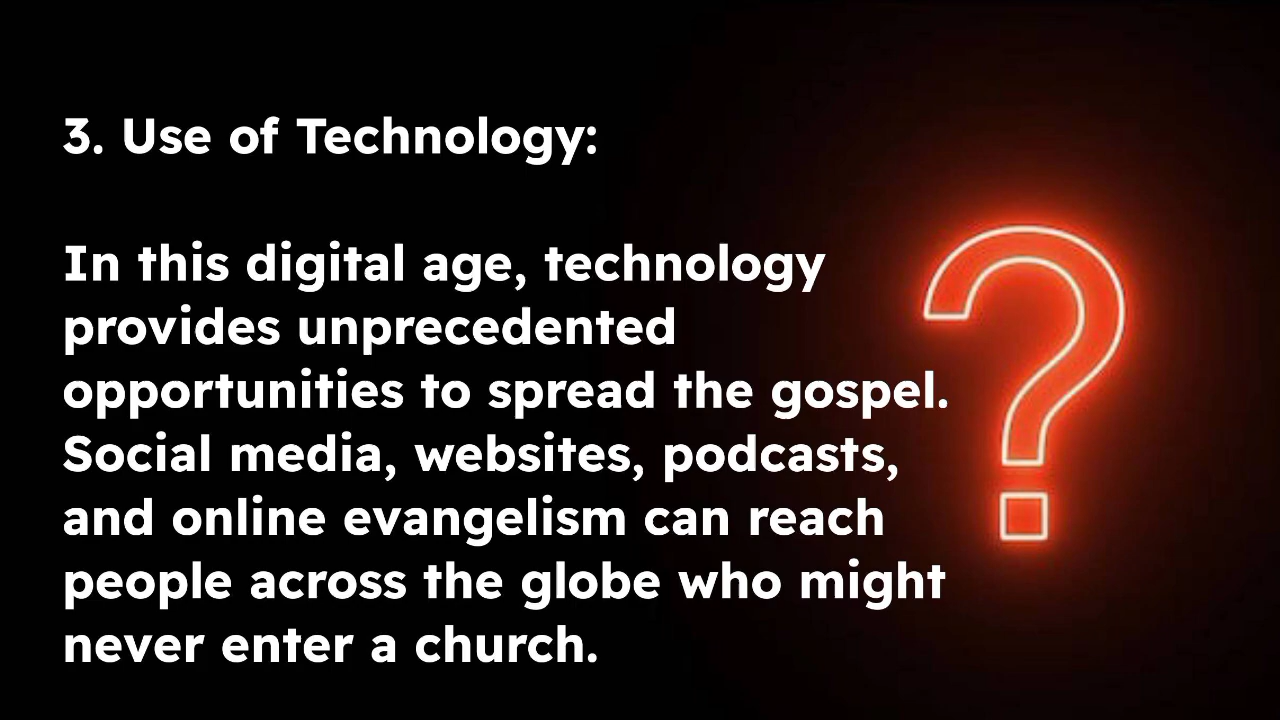 3. Use of Technology:
In this digital age, technology
provides unprecedented
opportunities to spread the gospel.
Social media, websites, podcasts,
and online evangelism can reach
people across the globe who might
never enter a church.
?